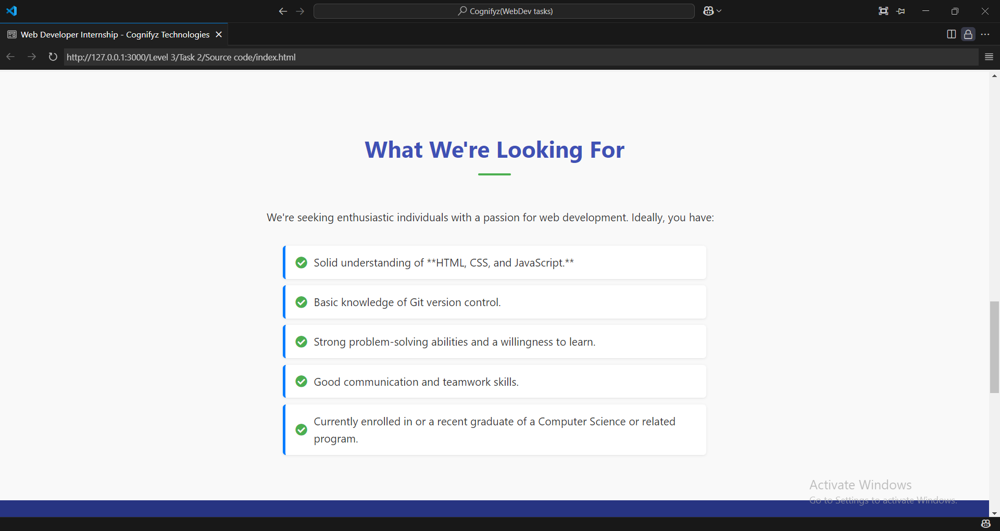 Cognifyz(WebDev tasks)
Web Developer Internship - Cognifyz Technologies
http://127.0.0.1:3000/Level 3/Task 2/Source code/index.html
What We're Looking For
We're seeking enthusiastic individuals with a passion for web development. Ideally, you have:
Solid understanding of **HTML, CSS, and JavaScript.**
Basic knowledge of Git version control.
Strong problem-solving abilities and a willingness to learn.
Good communication and teamwork skills.
Currently enrolled in or a recent graduate of a Computer Science or related
program.
Activate Windows
Go to Settings to activate Windows.